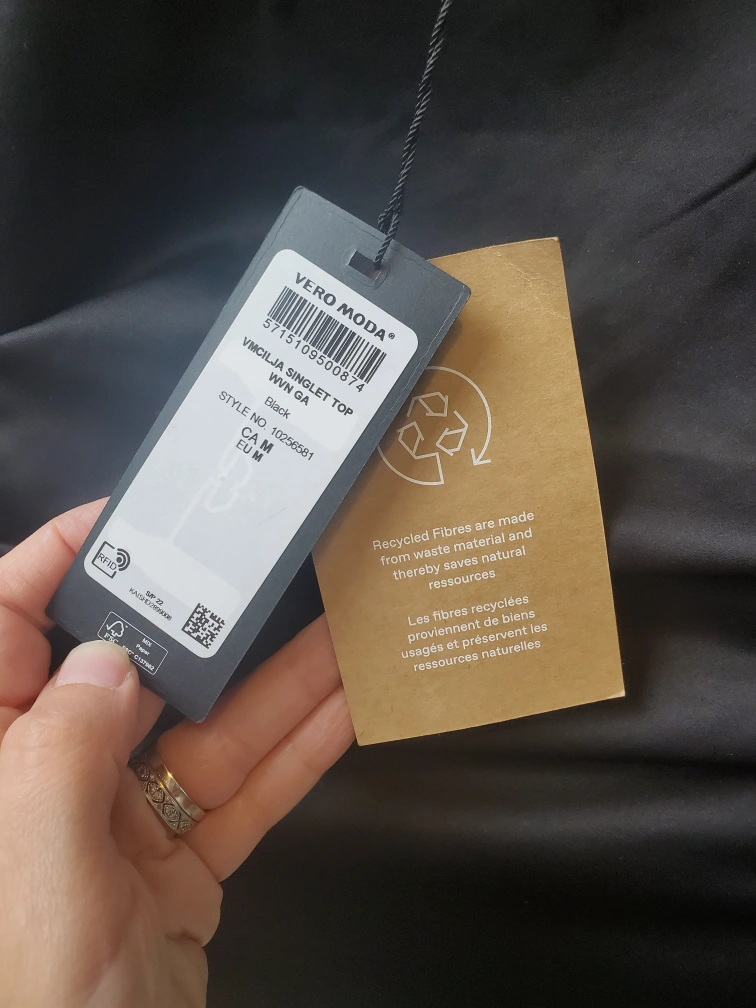 VERO MODA®
5715109500874
VMCILJA SINGLET TOP
WVN GA
Black
STYLE NO. 10256581
CA M
EU M
RFID
S/P 22
MIX
Paper
FSC
C137982
Recycled Fibres are made
from waste material and
thereby saves natural
ressources
Les fibres recyclées
proviennent de biens
usagés et préservent les
ressources naturelles